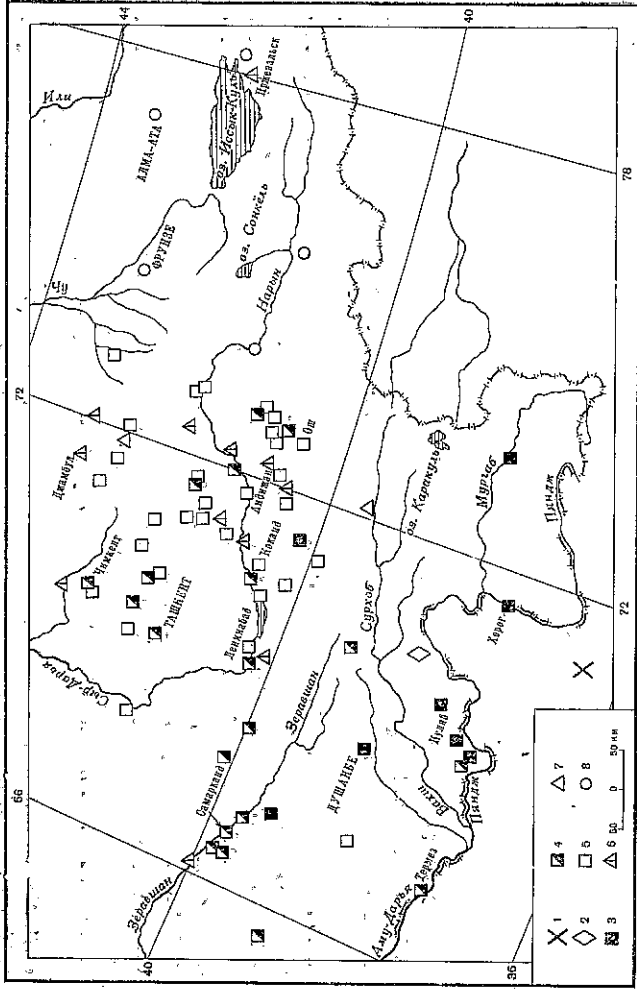 44
40
78
72
66
40
36
72
Или
АЛМА-АТА
оз. Иссык-Куль
Пржевальск
ФРУНЗЕ
Чу
оз. Сонкёль
Нарын
Джамбул
Чимкент
ТАШКЕНТ
Сыр-Дарья
Андижан
Ош
Коканд
Ленинабад
Зеравшан
Самарканд
Зеравшан
Сурхоб
оз. Каракуль
Мургаб
Пяндж
Хорог
ДУШАНБЕ
Куляб
Вахш
Пяндж
Аму-Дарья
Термез
1
2
3
4
5
6
7
8
50 0 50 км